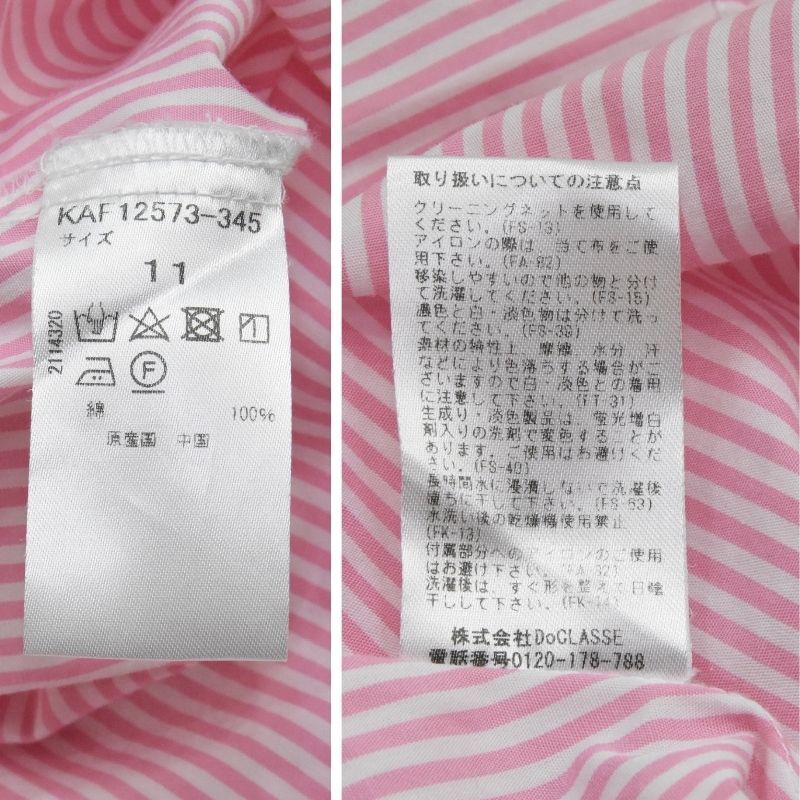 KAF12573-345
サイズ
11
2114320
F
綿 100%
原産国 中国
取り扱いについての注意点
クリーニングネットを使用して
ください。(FS-13)
アイロンの際は、当て布をご使
用下さい。(FA-02)
移染しやすいので他の物と分け
て洗濯してください。(FS-15)
濃色と白・淡色物は分けて洗っ
てください。(FS-38)
素材の特性上、摩擦、水分、汗
などにより色落ちする場合がご
ざいますので白・淡色との着用
に注意して下さい。(FT-31)
生成り・淡色製品は、蛍光増白
剤入りの洗剤で変色することが
あります。ご使用はお避けくだ
さい。(FS-40)
長時間水に浸漬しないで洗濯後
直ちに干して下さい。(FS-53)
水洗い後の乾燥機使用禁止
(FK-13)
付属部分へのアイロンのご使用
はお避け下さい。(FA-32)
洗濯後は、すぐ形を整えて日陰
干しして下さい。(FK-14)
株式会社DoCLASSE
電話番号0120-178-788